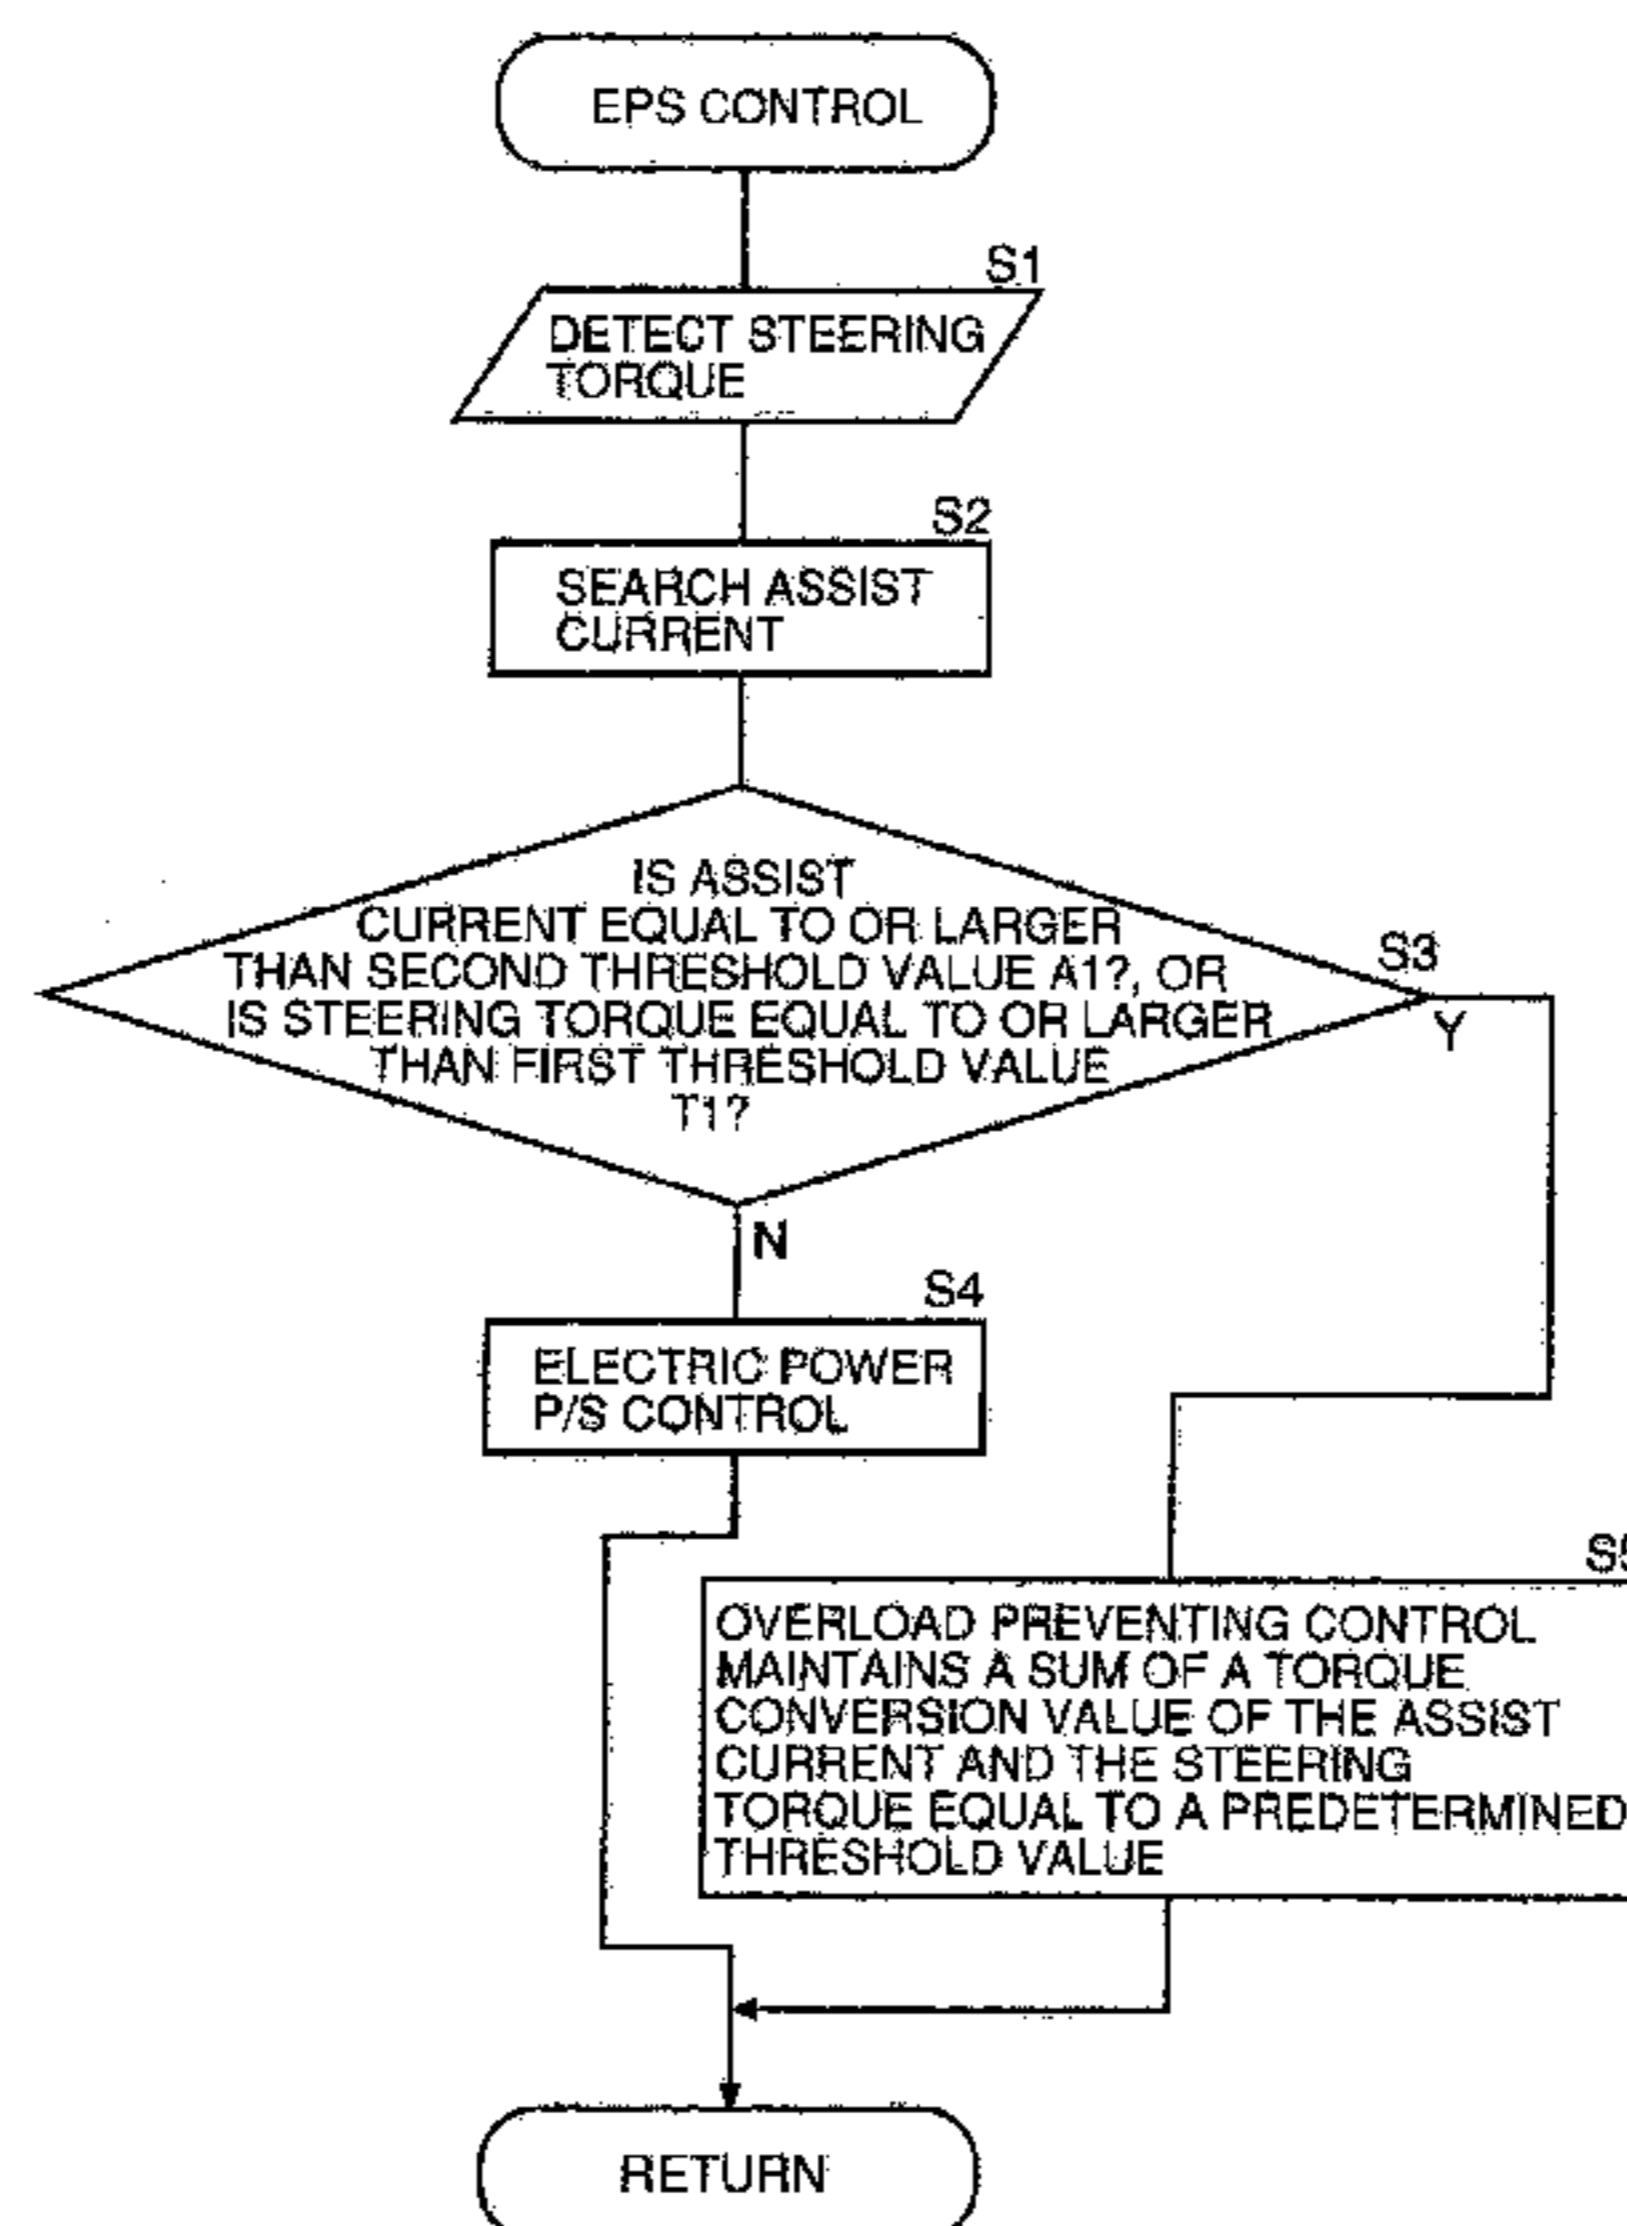 EPS CONTROL
S1
DETECT STEERING
TORQUE
S2
SEARCH ASSIST
CURRENT
IS ASSIST
CURRENT EQUAL TO OR LARGER
THAN SECOND THRESHOLD VALUE A1?, OR
IS STEERING TORQUE EQUAL TO OR LARGER
THAN FIRST THRESHOLD VALUE
T1?
S3
Y
N
S4
ELECTRIC POWER
P/S CONTROL
S5
OVERLOAD PREVENTING CONTROL
MAINTAINS A SUM OF A TORQUE
CONVERSION VALUE OF THE ASSIST
CURRENT AND THE STEERING
TORQUE EQUAL TO A PREDETERMINED
THRESHOLD VALUE
RETURN